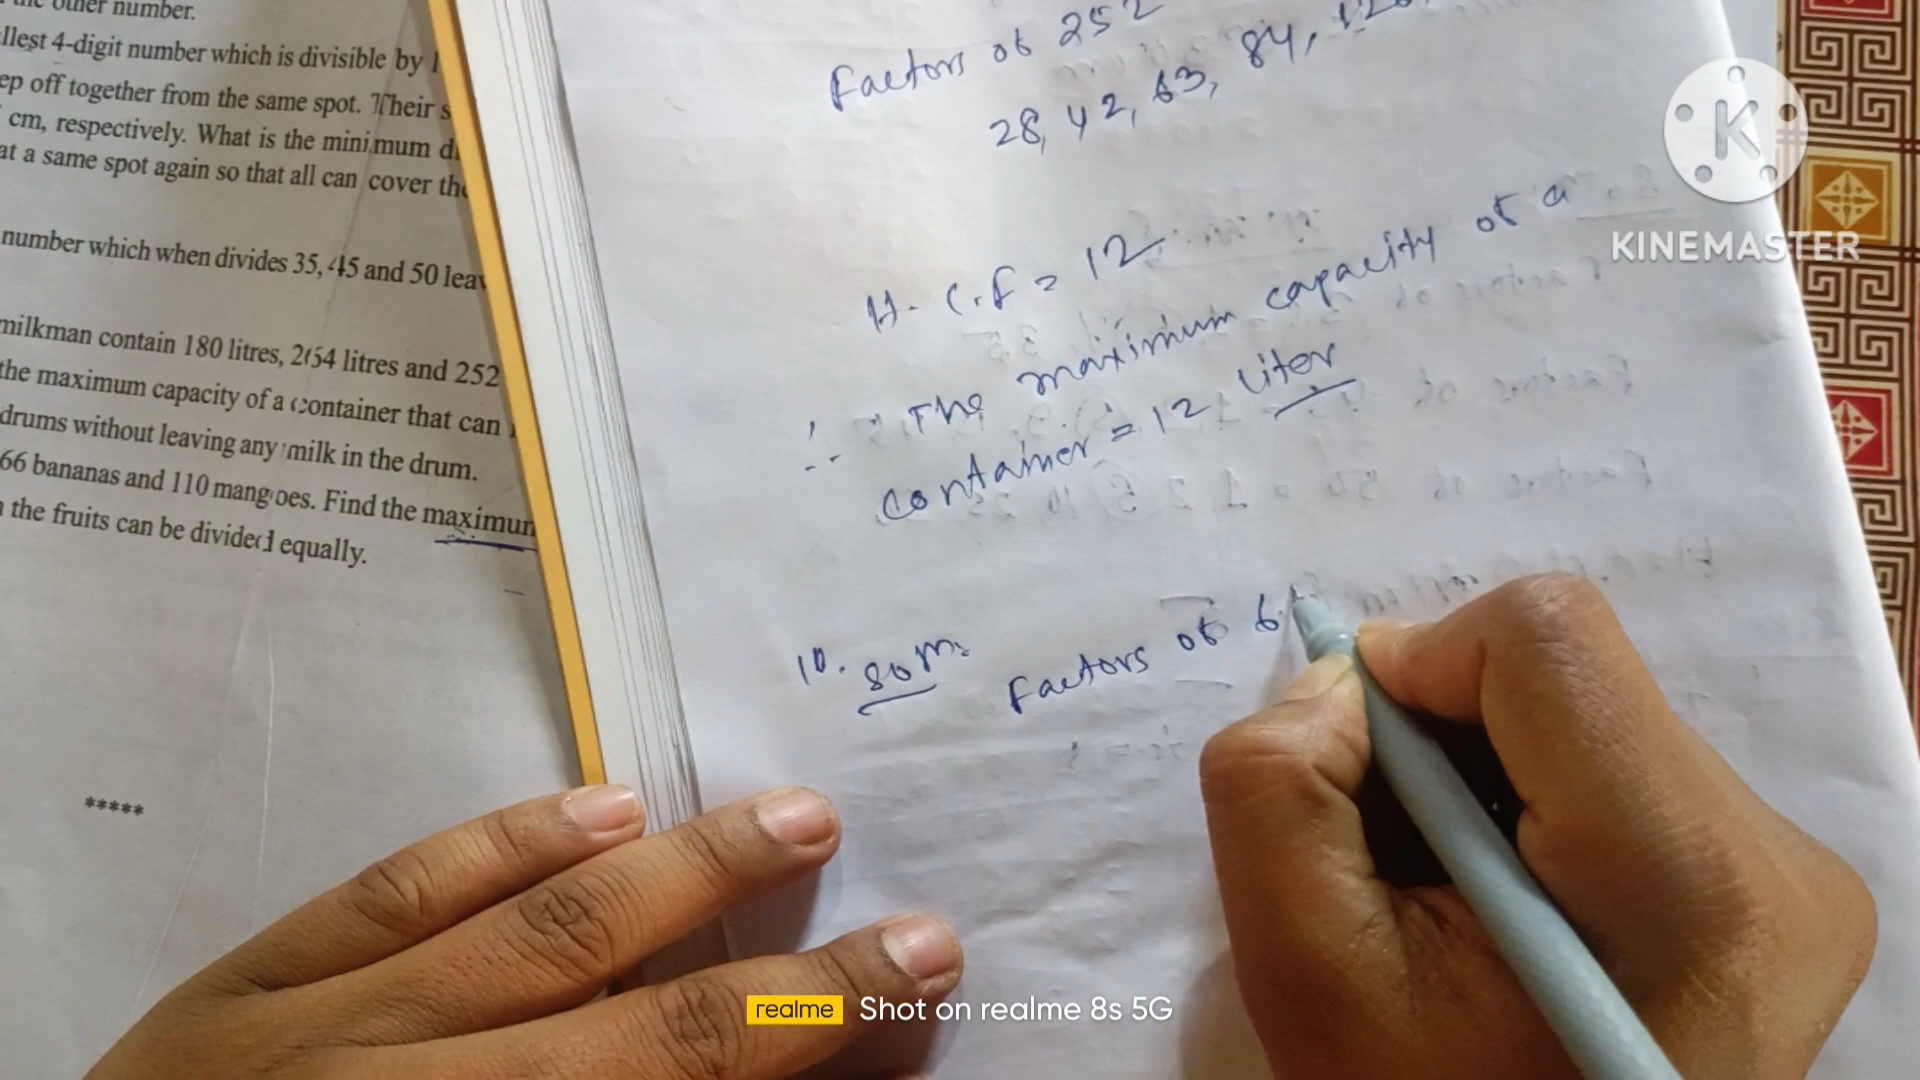 other number.
4-digit number which is divisible by 1
ep off together from the same spot. Their s
cm, respectively. What is the minimum d
at a same spot again so that all can cover the
number which when divides 35, 45 and 50 leav
milkman contain 180 litres, 264 litres and 252
the maximum capacity of a container that can
drums without leaving any milk in the drum.
66 bananas and 110 mangoes. Find the maximum
the fruits can be divided equally.
*****
Factors of 252
28, 42, 63, 84, 126,
H.C.F = 12
∴ The maximum capacity of a
container = 12 liter
10. Soln: Factors of 6
KINEMASTER
realme Shot on realme 8s 5G